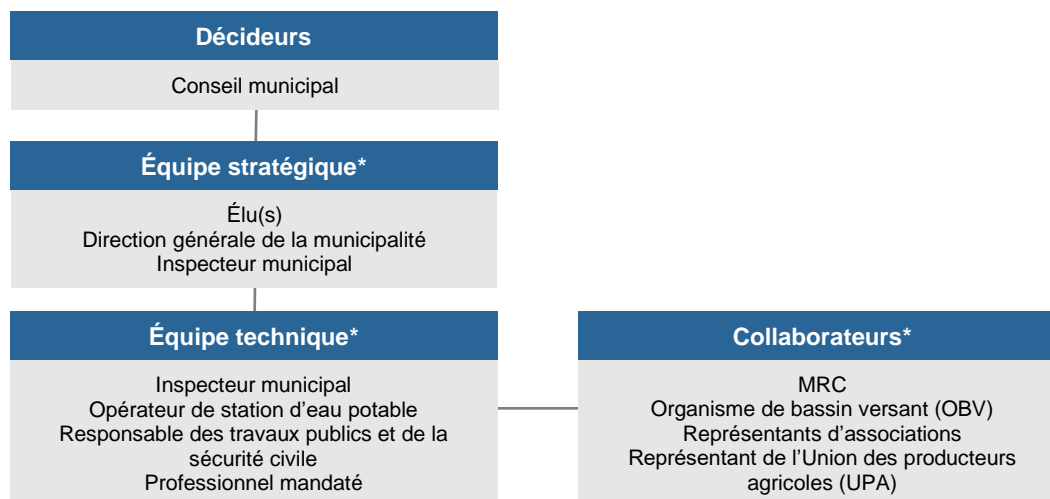 Décideurs
Conseil municipal
Équipe stratégique*
Élu(s)
Direction générale de la municipalité
Inspecteur municipal
Équipe technique*
Inspecteur municipal
Opérateur de station d'eau potable
Responsable des travaux publics et de la
sécurité civile
Professionnel mandaté
Collaborateurs*
MRC
Organisme de bassin versant (OBV)
Représentants d'associations
Représentant de l'Union des producteurs
agricoles (UPA)